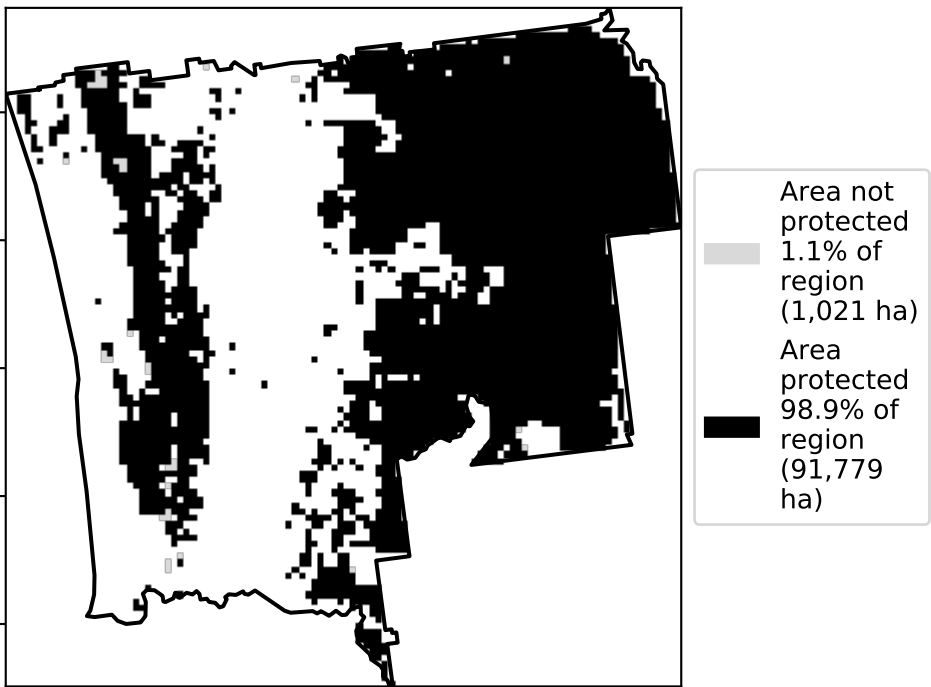 Area not
protected
1.1% of
region
(1,021 ha)
Area
protected
98.9% of
region
(91,779
ha)